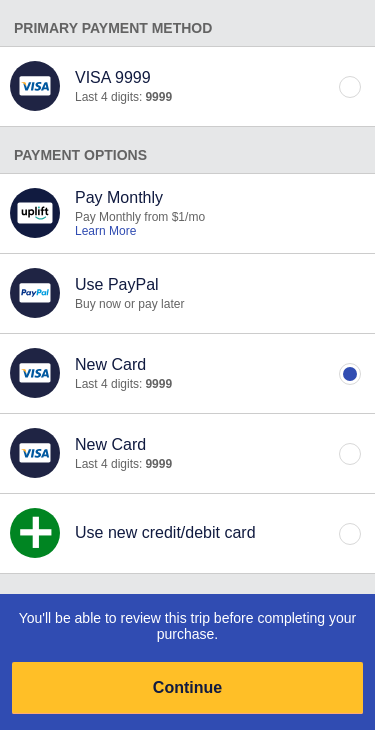 PRIMARY PAYMENT METHOD
VISA
VISA 9999
Last 4 digits: 9999
PAYMENT OPTIONS
uplift
Pay Monthly
Pay Monthly from $1/mo
Learn More
PayPal
Use PayPal
Buy now or pay later
VISA
New Card
Last 4 digits: 9999
VISA
New Card
Last 4 digits: 9999
Use new credit/debit card
You'll be able to review this trip before completing your
purchase.
Continue